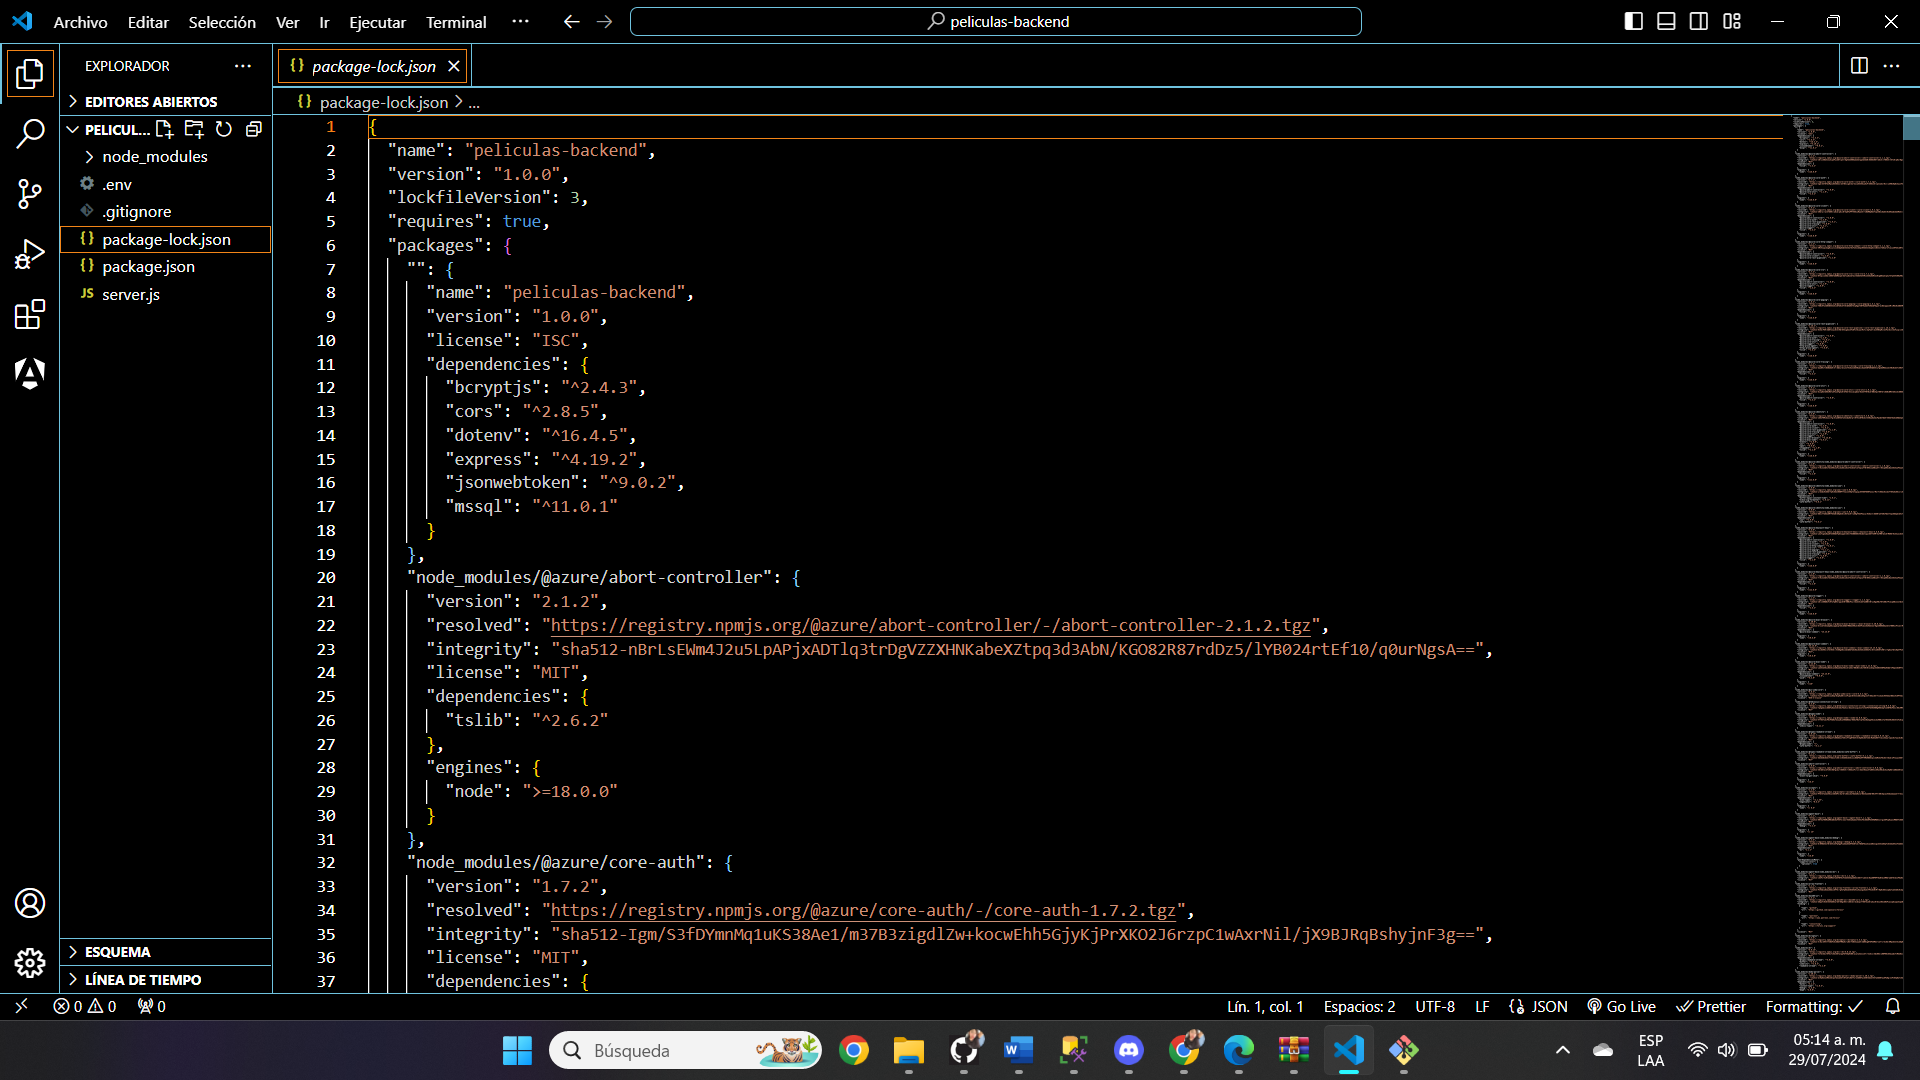 Archivo Editar Selección Ver Ir Ejecutar Terminal ··· peliculas-backend
EXPLORADOR ···
EDITORES ABIERTOS
PELICUL...
node_modules
.env
.gitignore
{} package-lock.json
{} package.json
JS server.js
ESQUEMA
LÍNEA DE TIEMPO
{} package-lock.json
{} package-lock.json > ...
1 {
2 "name": "peliculas-backend",
3 "version": "1.0.0",
4 "lockfileVersion": 3,
5 "requires": true,
6 "packages": {
7 "": {
8 "name": "peliculas-backend",
9 "version": "1.0.0",
10 "license": "ISC",
11 "dependencies": {
12 "bcryptjs": "^2.4.3",
13 "cors": "^2.8.5",
14 "dotenv": "^16.4.5",
15 "express": "^4.19.2",
16 "jsonwebtoken": "^9.0.2",
17 "mssql": "^11.0.1"
18 }
19 },
20 "node_modules/@azure/abort-controller": {
21 "version": "2.1.2",
22 "resolved": "https://registry.npmjs.org/@azure/abort-controller/-/abort-controller-2.1.2.tgz",
23 "integrity": "sha512-nBrLsEWm4J2u5LpAPjxADTlq3trDgVZZXHNKabeXZtpq3d3AbN/KGO82R87rdDz5/lYB024rtEf10/q0urNgsA==",
24 "license": "MIT",
25 "dependencies": {
26 "tslib": "^2.6.2"
27 },
28 "engines": {
29 "node": ">=18.0.0"
30 }
31 },
32 "node_modules/@azure/core-auth": {
33 "version": "1.7.2",
34 "resolved": "https://registry.npmjs.org/@azure/core-auth/-/core-auth-1.7.2.tgz",
35 "integrity": "sha512-Igm/S3fDYmnMq1uKS38Ae1/m37B3zigdlZw+kocwEhh5GjyKjPrXKO2J6rzpC1wAxrNil/jX9BJRqBshyjnF3g==",
36 "license": "MIT",
37 "dependencies": {
0 0 0 Lín. 1, col. 1 Espacios: 2 UTF-8 LF JSON Go Live Prettier Formatting:
Búsqueda
ESP
LAA
05:14 a. m.
29/07/2024